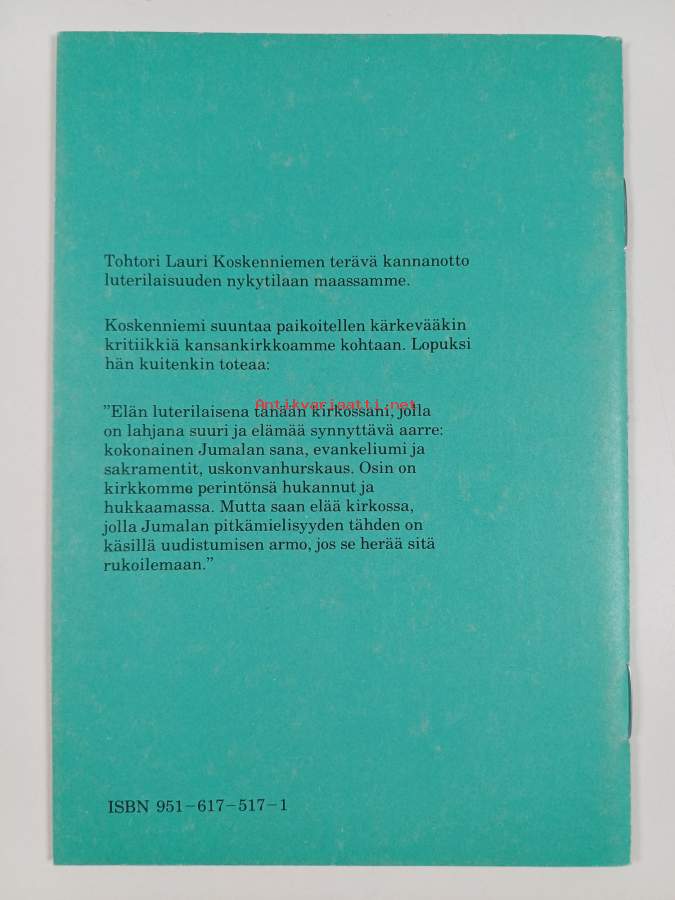 Tohtori Lauri Koskenniemen terävä kannanotto
luterilaisuuden nykytilaan maassamme.
Koskenniemi suuntaa paikoitellen kärkevääkin
kritiikkiä kansankirkkoamme kohtaan. Lopuksi
hän kuitenkin toteaa:
Antikvariaatti.net
”Elän luterilaisena tänään kirkossani, jolla
on lahjana suuri ja elämää synnyttävä aarre:
kokonainen Jumalan sana, evankeliumi ja
sakramentit, uskonvanhurskaus. Osin on
kirkkomme perintönsä hukannut ja
hukkaamassa. Mutta saan elää kirkossa,
jolla Jumalan pitkämielisyyden tähden on
käsillä uudistumisen armo, jos se herää sitä
rukoilemaan.”
ISBN 951-617-517-1